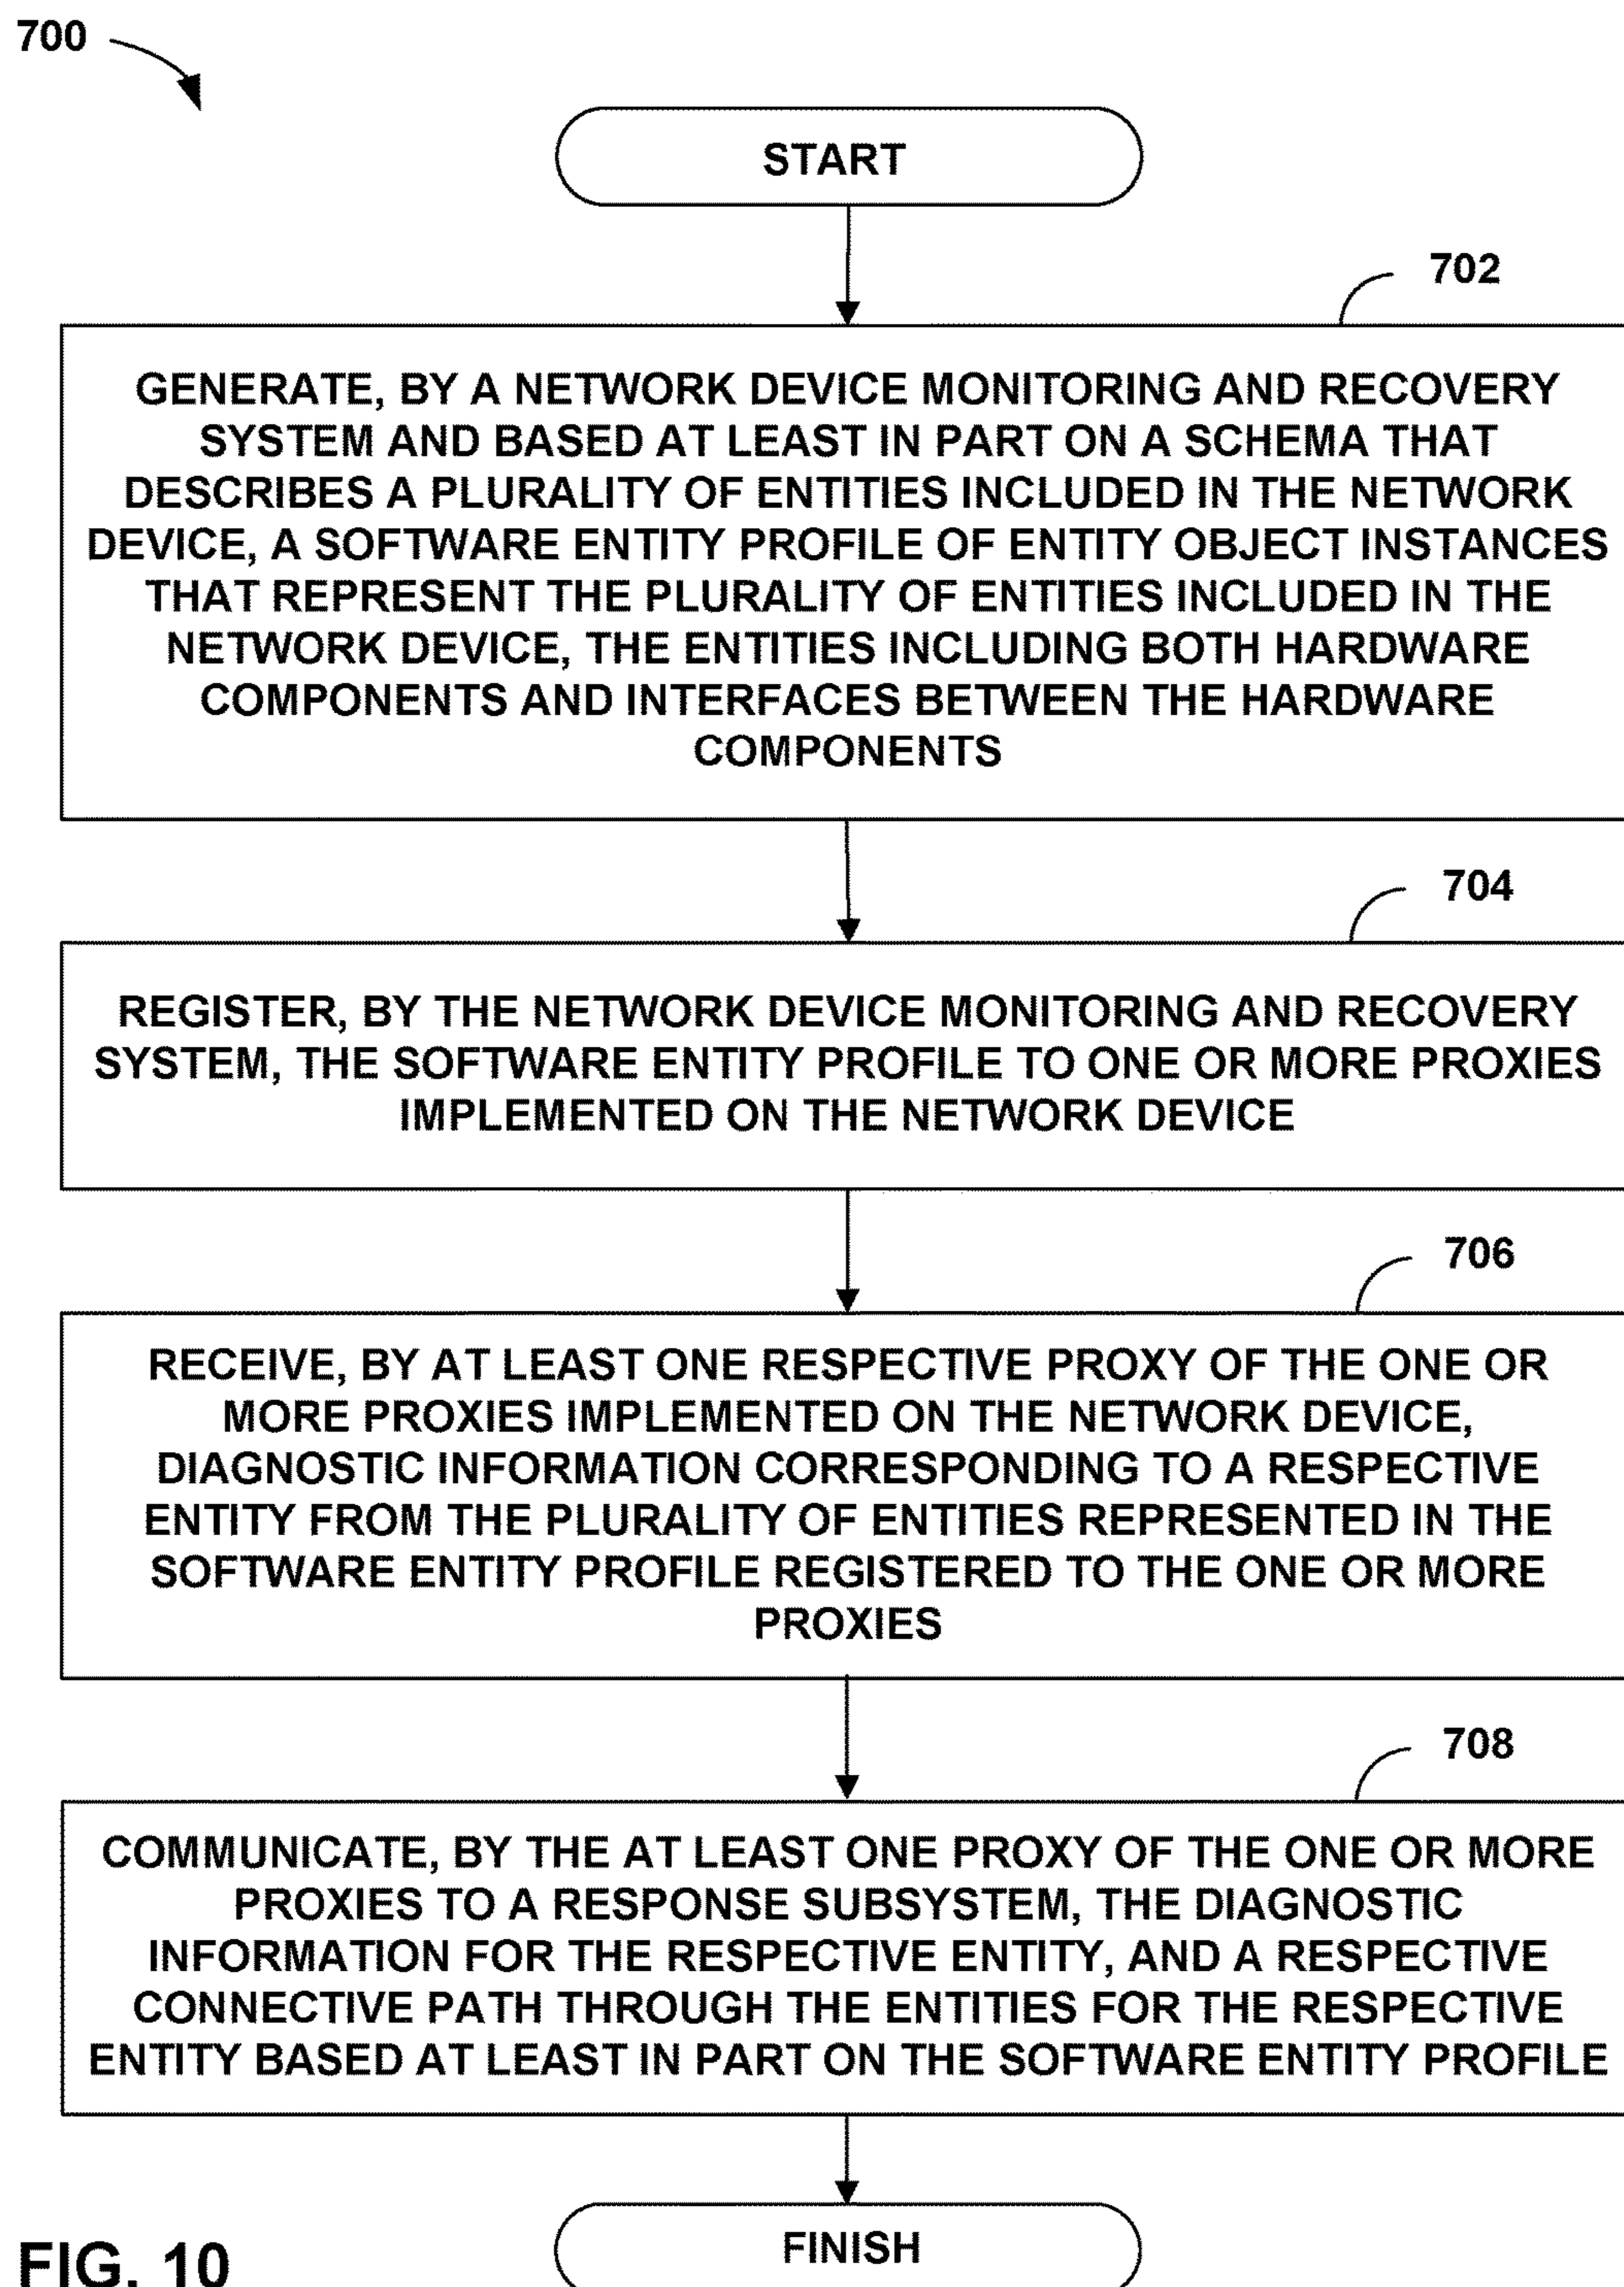 700
START
702
GENERATE, BY A NETWORK DEVICE MONITORING AND RECOVERY
SYSTEM AND BASED AT LEAST IN PART ON A SCHEMA THAT
DESCRIBES A PLURALITY OF ENTITIES INCLUDED IN THE NETWORK
DEVICE, A SOFTWARE ENTITY PROFILE OF ENTITY OBJECT INSTANCES
THAT REPRESENT THE PLURALITY OF ENTITIES INCLUDED IN THE
NETWORK DEVICE, THE ENTITIES INCLUDING BOTH HARDWARE
COMPONENTS AND INTERFACES BETWEEN THE HARDWARE
COMPONENTS
704
REGISTER, BY THE NETWORK DEVICE MONITORING AND RECOVERY
SYSTEM, THE SOFTWARE ENTITY PROFILE TO ONE OR MORE PROXIES
IMPLEMENTED ON THE NETWORK DEVICE
706
RECEIVE, BY AT LEAST ONE RESPECTIVE PROXY OF THE ONE OR
MORE PROXIES IMPLEMENTED ON THE NETWORK DEVICE,
DIAGNOSTIC INFORMATION CORRESPONDING TO A RESPECTIVE
ENTITY FROM THE PLURALITY OF ENTITIES REPRESENTED IN THE
SOFTWARE ENTITY PROFILE REGISTERED TO THE ONE OR MORE
PROXIES
708
COMMUNICATE, BY THE AT LEAST ONE PROXY OF THE ONE OR MORE
PROXIES TO A RESPONSE SUBSYSTEM, THE DIAGNOSTIC
INFORMATION FOR THE RESPECTIVE ENTITY, AND A RESPECTIVE
CONNECTIVE PATH THROUGH THE ENTITIES FOR THE RESPECTIVE
ENTITY BASED AT LEAST IN PART ON THE SOFTWARE ENTITY PROFILE
FINISH
FIG. 10